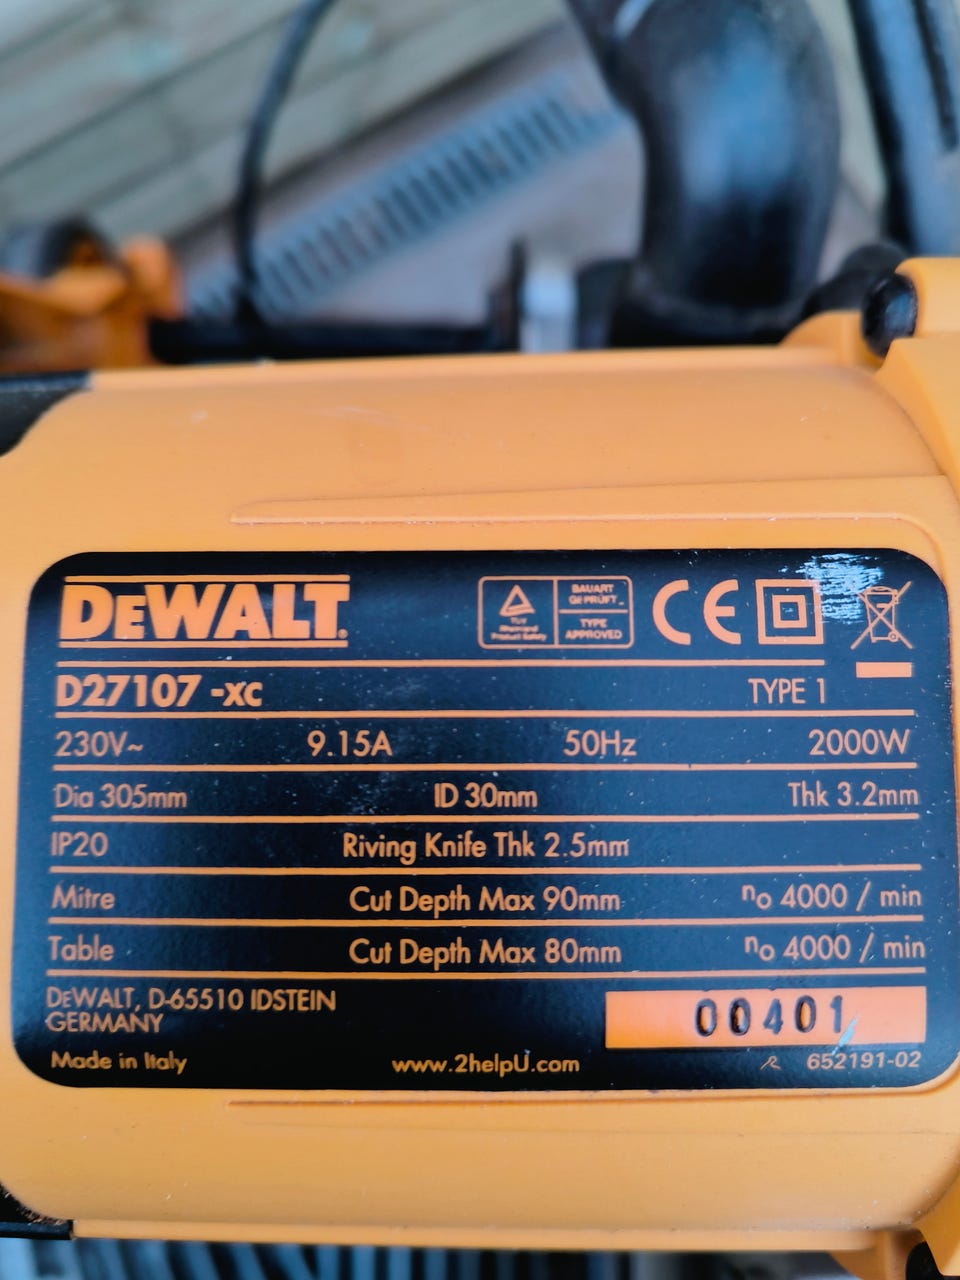 DEWALT®
TÜV
Rheinland
Product Safety
BAUART
GEPRÜFT
TYPE
APPROVED
CE
D27107 -XC TYPE 1
230V~ 9.15A 50Hz 2000W
Dia 305mm ID 30mm Thk 3.2mm
IP20 Riving Knife Thk 2.5mm
Mitre Cut Depth Max 90mm no 4000 / min
Table Cut Depth Max 80mm no 4000 / min
DEWALT, D-65510 IDSTEIN
GERMANY
00401
Made in Italy www.2helpU.com 652191-02